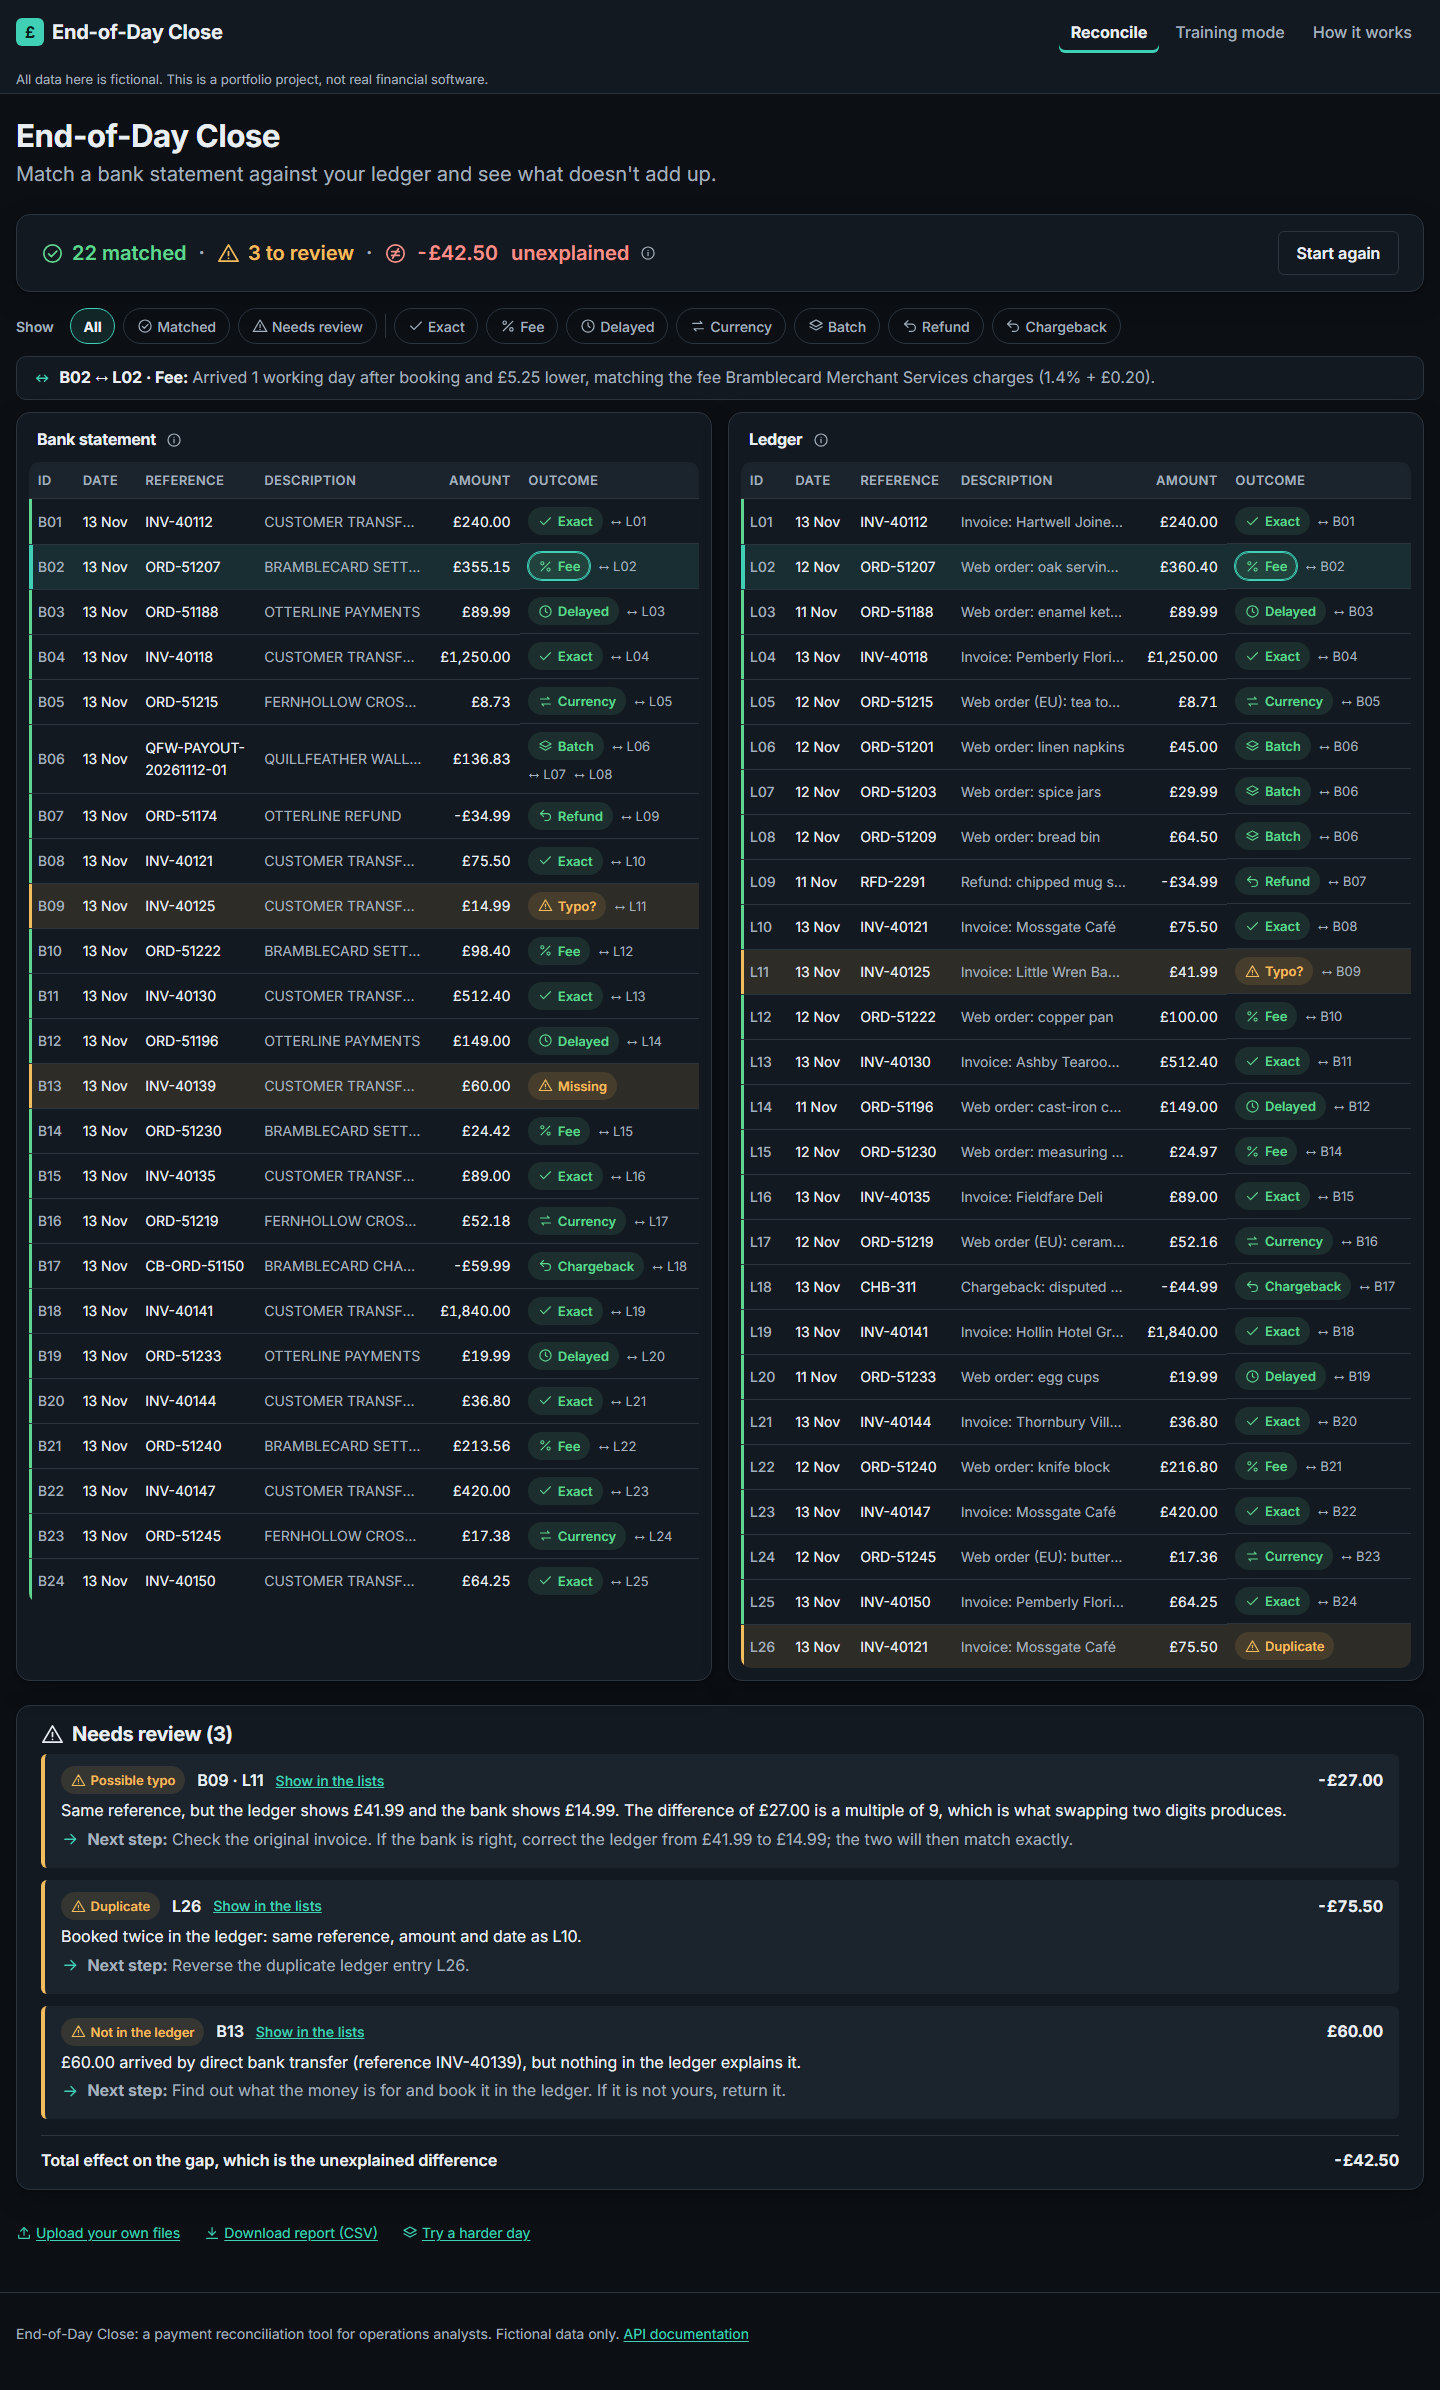 £ End-of-Day Close
Reconcile Training mode How it works
All data here is fictional. This is a portfolio project, not real financial software.
End-of-Day Close
Match a bank statement against your ledger and see what doesn't add up.
22 matched · 3 to review · -£42.50 unexplained
Start again
Show All Matched Needs review Exact Fee Delayed Currency Batch Refund Chargeback
↔ B02 ↔ L02 · Fee: Arrived 1 working day after booking and £5.25 lower, matching the fee Bramblecard Merchant Services charges (1.4% + £0.20).
Bank statement
ID DATE REFERENCE DESCRIPTION AMOUNT OUTCOME
B01 13 Nov INV-40112 CUSTOMER TRANSF... £240.00 Exact ↔ L01
B02 13 Nov ORD-51207 BRAMBLECARD SETT... £355.15 Fee ↔ L02
B03 13 Nov ORD-51188 OTTERLINE PAYMENTS £89.99 Delayed ↔ L03
B04 13 Nov INV-40118 CUSTOMER TRANSF... £1,250.00 Exact ↔ L04
B05 13 Nov ORD-51215 FERNHOLLOW CROS... £8.73 Currency ↔ L05
B06 13 Nov QFW-PAYOUT-20261112-01 QUILLFEATHER WALL... £136.83 Batch ↔ L06
↔ L07 ↔ L08
B07 13 Nov ORD-51174 OTTERLINE REFUND -£34.99 Refund ↔ L09
B08 13 Nov INV-40121 CUSTOMER TRANSF... £75.50 Exact ↔ L10
B09 13 Nov INV-40125 CUSTOMER TRANSF... £14.99 Typo? ↔ L11
B10 13 Nov ORD-51222 BRAMBLECARD SETT... £98.40 Fee ↔ L12
B11 13 Nov INV-40130 CUSTOMER TRANSF... £512.40 Exact ↔ L13
B12 13 Nov ORD-51196 OTTERLINE PAYMENTS £149.00 Delayed ↔ L14
B13 13 Nov INV-40139 CUSTOMER TRANSF... £60.00 Missing
B14 13 Nov ORD-51230 BRAMBLECARD SETT... £24.42 Fee ↔ L15
B15 13 Nov INV-40135 CUSTOMER TRANSF... £89.00 Exact ↔ L16
B16 13 Nov ORD-51219 FERNHOLLOW CROS... £52.18 Currency ↔ L17
B17 13 Nov CB-ORD-51150 BRAMBLECARD CHA... -£59.99 Chargeback ↔ L18
B18 13 Nov INV-40141 CUSTOMER TRANSF... £1,840.00 Exact ↔ L19
B19 13 Nov ORD-51233 OTTERLINE PAYMENTS £19.99 Delayed ↔ L20
B20 13 Nov INV-40144 CUSTOMER TRANSF... £36.80 Exact ↔ L21
B21 13 Nov ORD-51240 BRAMBLECARD SETT... £213.56 Fee ↔ L22
B22 13 Nov INV-40147 CUSTOMER TRANSF... £420.00 Exact ↔ L23
B23 13 Nov ORD-51245 FERNHOLLOW CROS... £17.38 Currency ↔ L24
B24 13 Nov INV-40150 CUSTOMER TRANSF... £64.25 Exact ↔ L25
Ledger
ID DATE REFERENCE DESCRIPTION AMOUNT OUTCOME
L01 13 Nov INV-40112 Invoice: Hartwell Joine... £240.00 Exact ↔ B01
L02 12 Nov ORD-51207 Web order: oak servin... £360.40 Fee ↔ B02
L03 11 Nov ORD-51188 Web order: enamel ket... £89.99 Delayed ↔ B03
L04 13 Nov INV-40118 Invoice: Pemberly Flori... £1,250.00 Exact ↔ B04
L05 12 Nov ORD-51215 Web order (EU): tea to... £8.71 Currency ↔ B05
L06 12 Nov ORD-51201 Web order: linen napkins £45.00 Batch ↔ B06
L07 12 Nov ORD-51203 Web order: spice jars £29.99 Batch ↔ B06
L08 12 Nov ORD-51209 Web order: bread bin £64.50 Batch ↔ B06
L09 11 Nov RFD-2291 Refund: chipped mug s... -£34.99 Refund ↔ B07
L10 13 Nov INV-40121 Invoice: Mossgate Café £75.50 Exact ↔ B08
L11 13 Nov INV-40125 Invoice: Little Wren Ba... £41.99 Typo? ↔ B09
L12 12 Nov ORD-51222 Web order: copper pan £100.00 Fee ↔ B10
L13 13 Nov INV-40130 Invoice: Ashby Tearoo... £512.40 Exact ↔ B11
L14 11 Nov ORD-51196 Web order: cast-iron c... £149.00 Delayed ↔ B12
L15 12 Nov ORD-51230 Web order: measuring ... £24.97 Fee ↔ B14
L16 13 Nov INV-40135 Invoice: Fieldfare Deli £89.00 Exact ↔ B15
L17 12 Nov ORD-51219 Web order (EU): ceram... £52.16 Currency ↔ B16
L18 13 Nov CHB-311 Chargeback: disputed ... -£44.99 Chargeback ↔ B17
L19 13 Nov INV-40141 Invoice: Hollin Hotel Gr... £1,840.00 Exact ↔ B18
L20 11 Nov ORD-51233 Web order: egg cups £19.99 Delayed ↔ B19
L21 13 Nov INV-40144 Invoice: Thornbury Vill... £36.80 Exact ↔ B20
L22 12 Nov ORD-51240 Web order: knife block £216.80 Fee ↔ B21
L23 13 Nov INV-40147 Invoice: Mossgate Café £420.00 Exact ↔ B22
L24 12 Nov ORD-51245 Web order (EU): butter... £17.36 Currency ↔ B23
L25 13 Nov INV-40150 Invoice: Pemberly Flori... £64.25 Exact ↔ B24
L26 13 Nov INV-40121 Invoice: Mossgate Café £75.50 Duplicate
Needs review (3)
Possible typo B09 · L11 Show in the lists -£27.00
Same reference, but the ledger shows £41.99 and the bank shows £14.99. The difference of £27.00 is a multiple of 9, which is what swapping two digits produces.
→ Next step: Check the original invoice. If the bank is right, correct the ledger from £41.99 to £14.99; the two will then match exactly.
Duplicate L26 Show in the lists -£75.50
Booked twice in the ledger: same reference, amount and date as L10.
→ Next step: Reverse the duplicate ledger entry L26.
Not in the ledger B13 Show in the lists £60.00
£60.00 arrived by direct bank transfer (reference INV-40139), but nothing in the ledger explains it.
→ Next step: Find out what the money is for and book it in the ledger. If it is not yours, return it.
Total effect on the gap, which is the unexplained difference -£42.50
Upload your own files Download report (CSV) Try a harder day
End-of-Day Close: a payment reconciliation tool for operations analysts. Fictional data only. API documentation